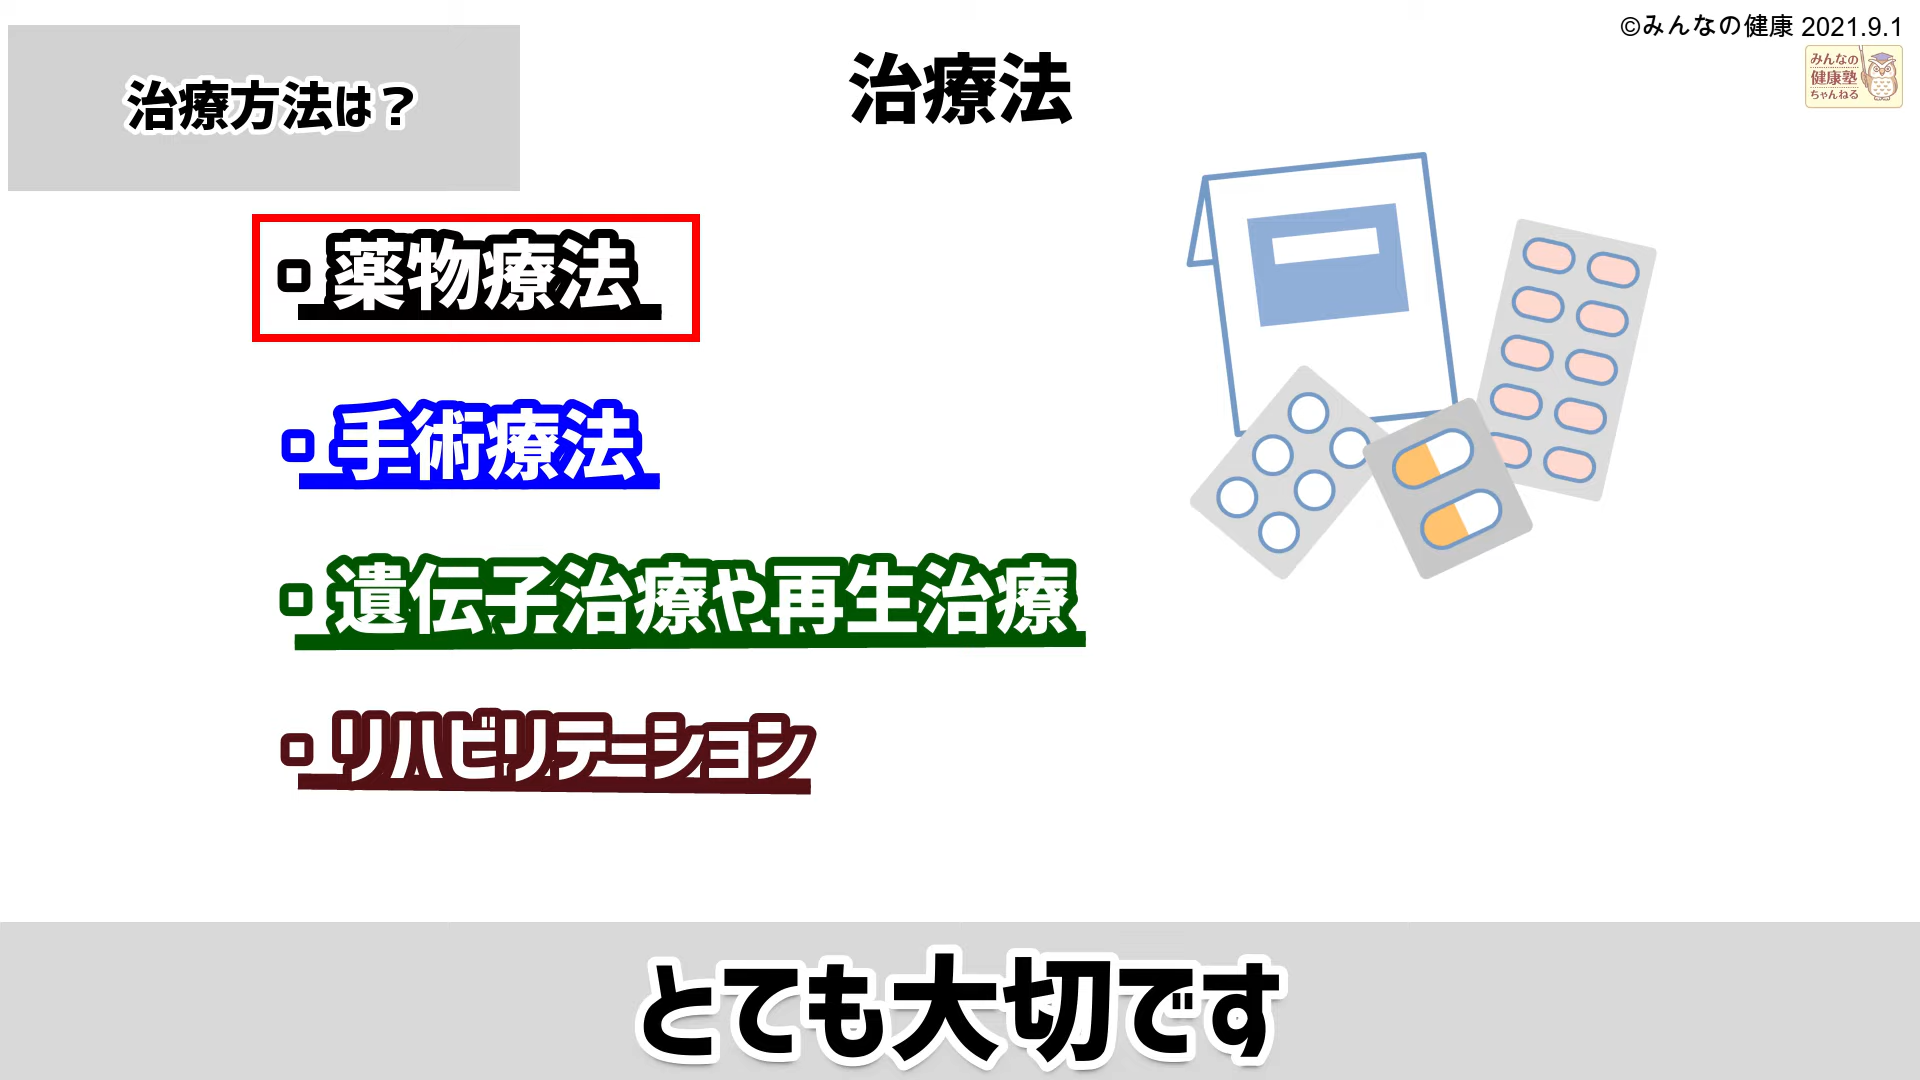 ©みんなの健康 2021.9.1
みんなの
健康塾
ちゃんねる
治療方法は？
治療法
・薬物療法
・手術療法
・遺伝子治療や再生治療
・リハビリテーション
とても大切です